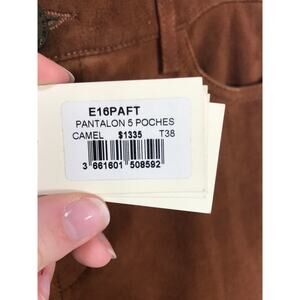 E16PAFT
PANTALON 5 POCHES
CAMEL $1335 T38
3 661601 508592